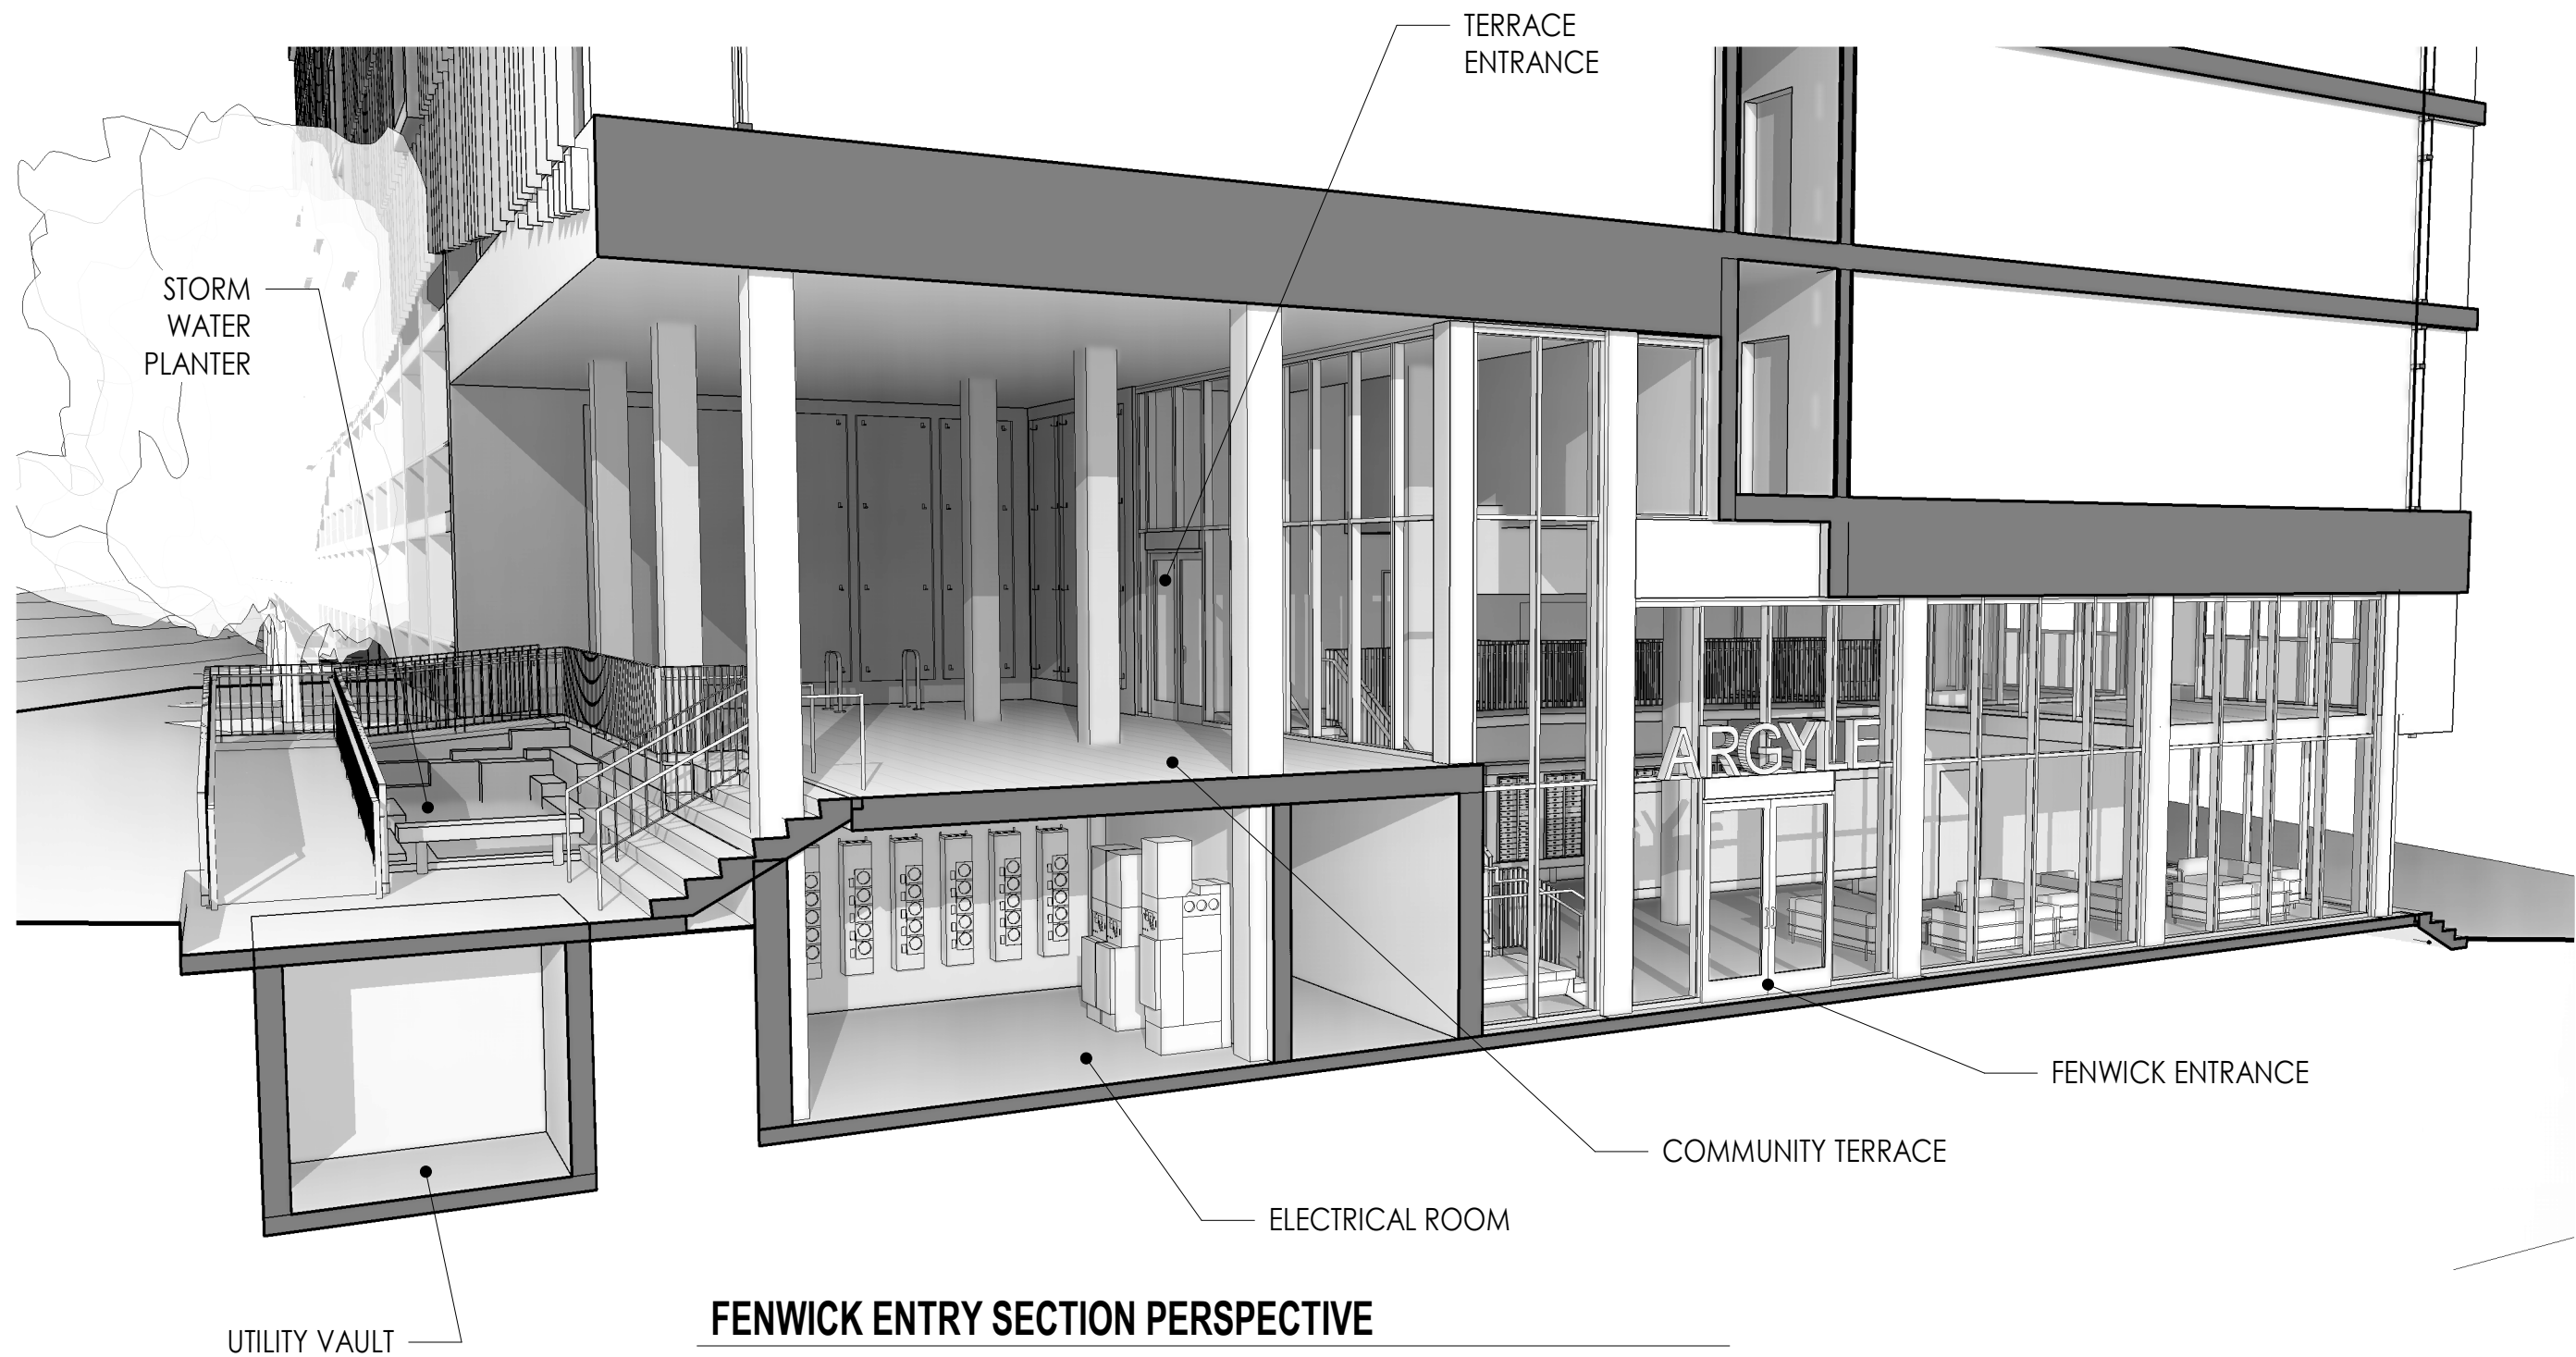 TERRACE
ENTRANCE
STORM
WATER
PLANTER
ARGYLE
FENWICK ENTRANCE
COMMUNITY TERRACE
ELECTRICAL ROOM
FENWICK ENTRY SECTION PERSPECTIVE
UTILITY VAULT